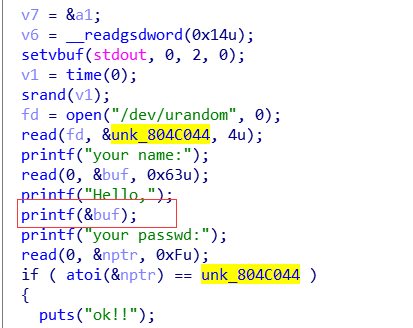 v7 = &a1;
v6 = __readgsdword(0x14u);
setvbuf(stdout, 0, 2, 0);
v1 = time(0);
srand(v1);
fd = open("/dev/urandom", 0);
read(fd, &unk_804C044, 4u);
printf("your name:");
read(0, &buf, 0x63u);
printf("Hello,");
printf(&buf);
printf("your passwd:");
read(0, &nptr, 0xFu);
if ( atoi(&nptr) == unk_804C044 )
{
puts("ok!!");